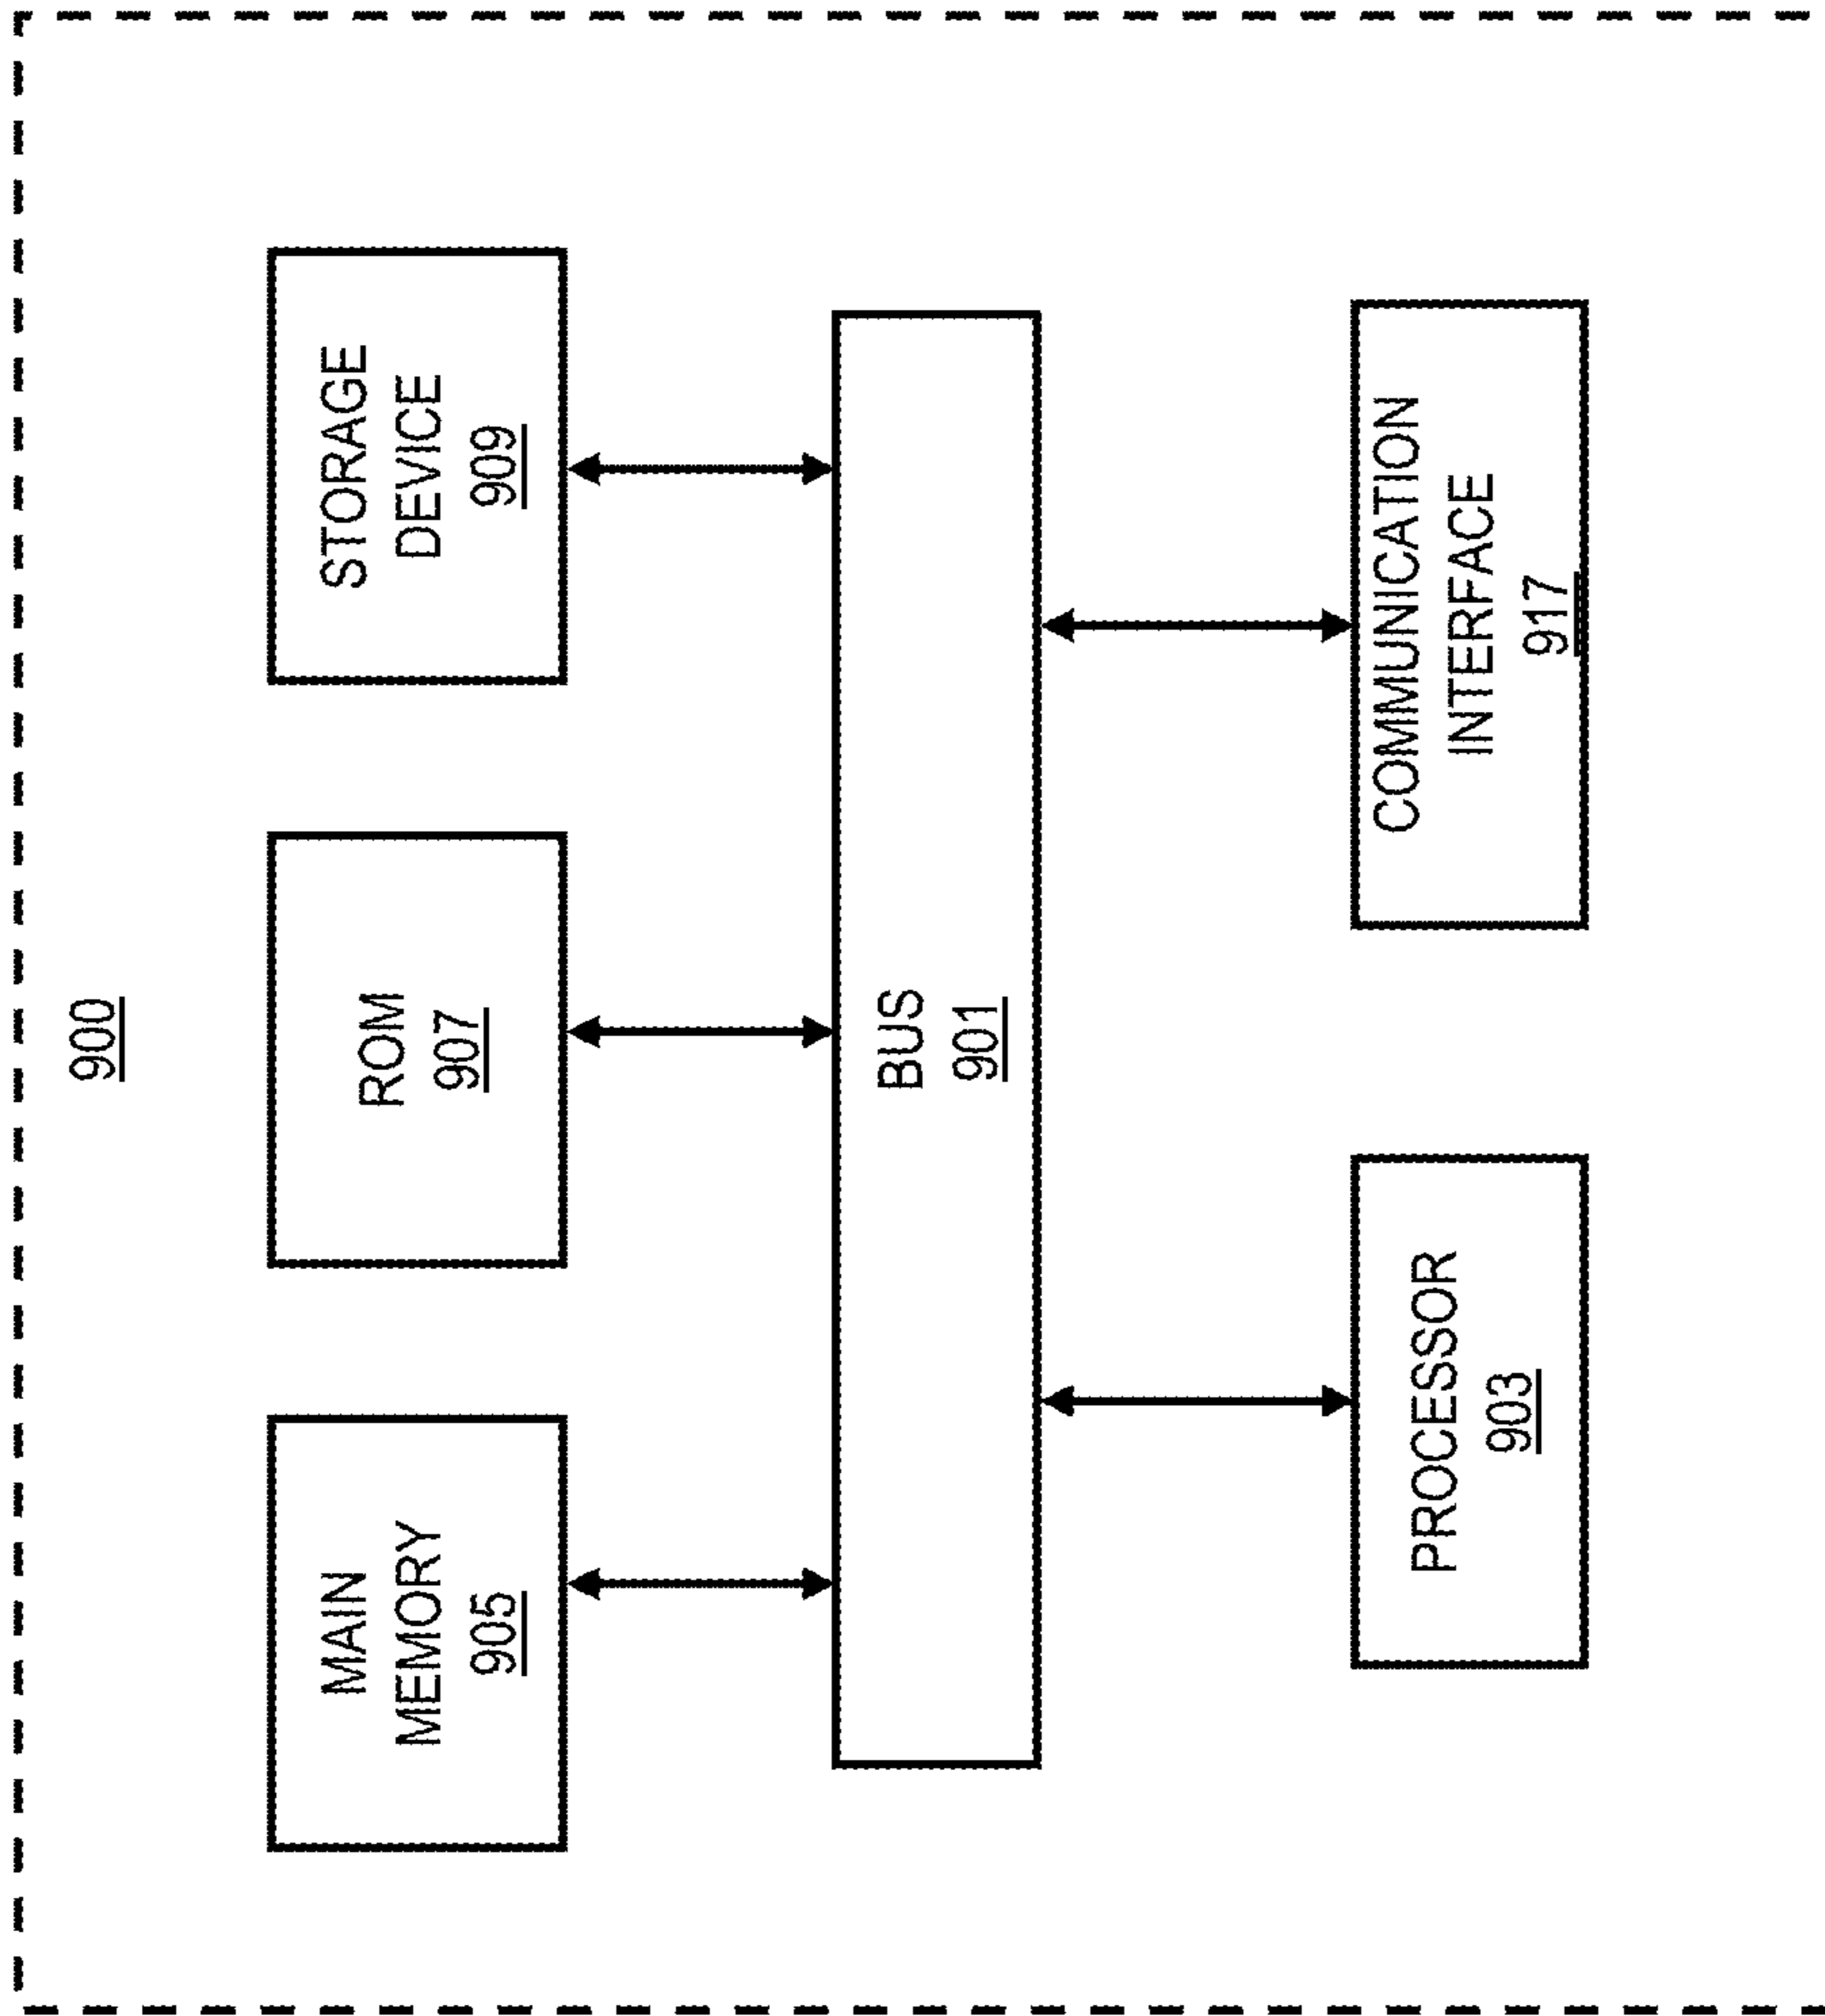 900
MAIN
MEMORY
905
ROM
907
STORAGE
DEVICE
909
BUS
901
PROCESSOR
903
COMMUNICATION
INTERFACE
917